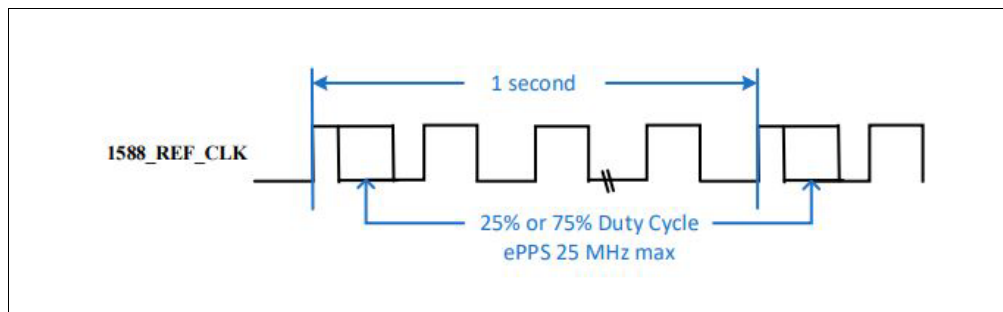 1 second
1588_REF_CLK
25% or 75% Duty Cycle
ePPS 25 MHz max